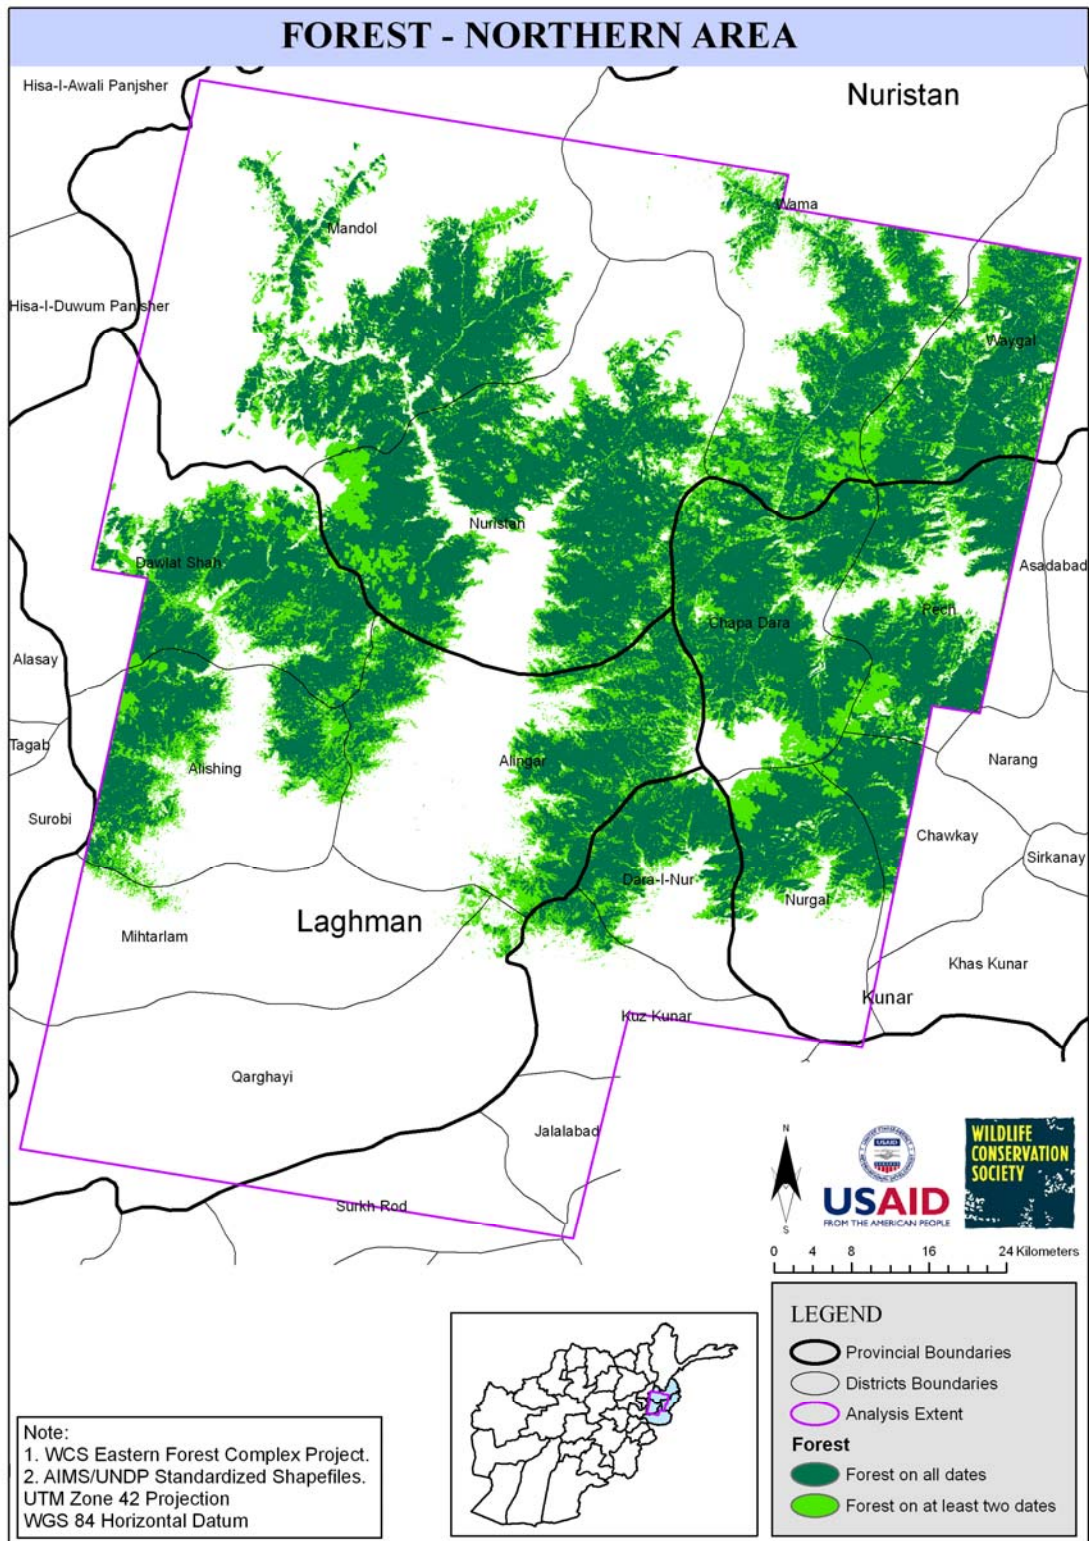 FOREST - NORTHERN AREA
Hisa-I-Awali Panjsher
Nuristan
Wama
Mandol
Hisa-I-Duwum Panjsher
Waygal
Nuristan
Dawlat Shah
Asadabad
Pech
Chapa Dara
Alasay
Tagab
Alishing
Alingar
Narang
Surobi
Chawkay
Sirkanay
Dara-I-Nur
Nurgal
Laghman
Mihtarlam
Khas Kunar
Kunar
Kuz Kunar
Qarghayi
Jalalabad
Surkh Rod
N
S
USAID
USAID
FROM THE AMERICAN PEOPLE
WILDLIFE
CONSERVATION
SOCIETY
0 4 8 16 24 Kilometers
LEGEND
Provincial Boundaries
Districts Boundaries
Analysis Extent
Forest
Forest on all dates
Forest on at least two dates
Note:
1. WCS Eastern Forest Complex Project.
2. AIMS/UNDP Standardized Shapefiles.
UTM Zone 42 Projection
WGS 84 Horizontal Datum